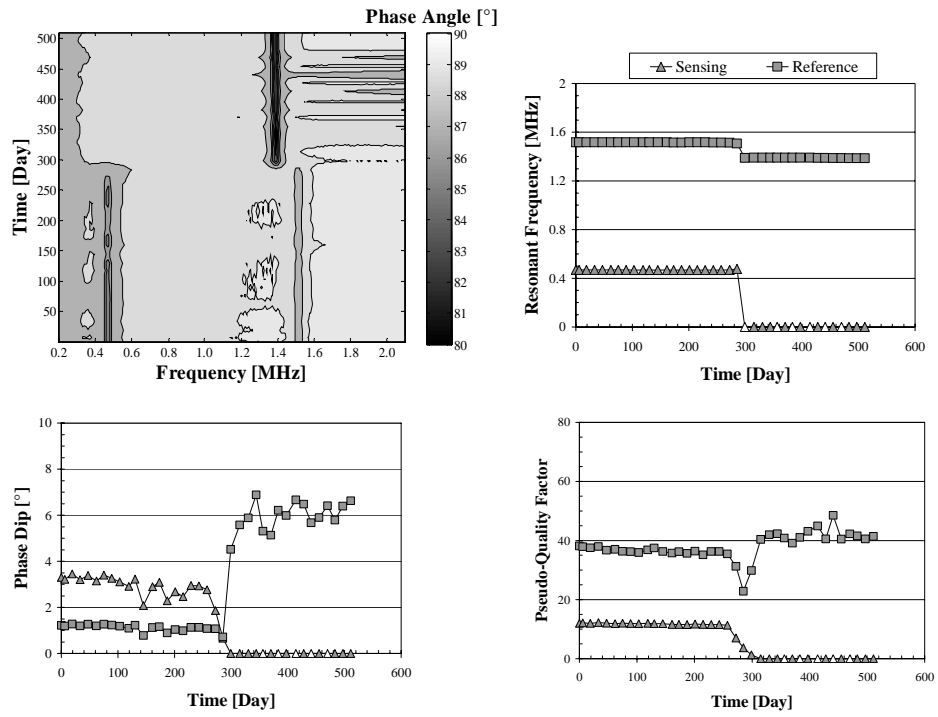 Phase Angle [°]
500
450
400
350
300
250
200
150
100
50
Time [Day]
0.2 0.4 0.6 0.8 1.0 1.2 1.4 1.6 1.8 2.0
Frequency [MHz]
90
89
88
87
86
85
84
83
82
81
80
Sensing Reference
2
1.6
1.2
0.8
0.4
0
Resonant Frequency [MHz]
0 100 200 300 400 500 600
Time [Day]
10
8
6
4
2
0
Phase Dip [°]
0 100 200 300 400 500 600
Time [Day]
80
60
40
20
0
Pseudo-Quality Factor
0 100 200 300 400 500 600
Time [Day]